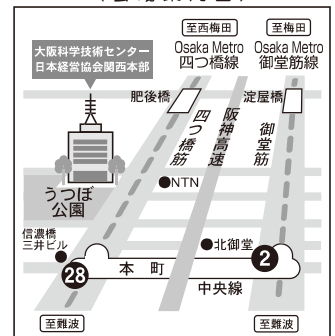 至西梅田
至梅田
大阪科学技術センター
日本経営協会関西本部
Osaka Metro
四つ橋線
Osaka Metro
御堂筋線
肥後橋
淀屋橋
四つ橋筋
阪神高速
御堂筋
NTN
うつぼ
公園
信濃橋
三井ビル
北御堂
2
28
本町
中央線
至難波
至難波